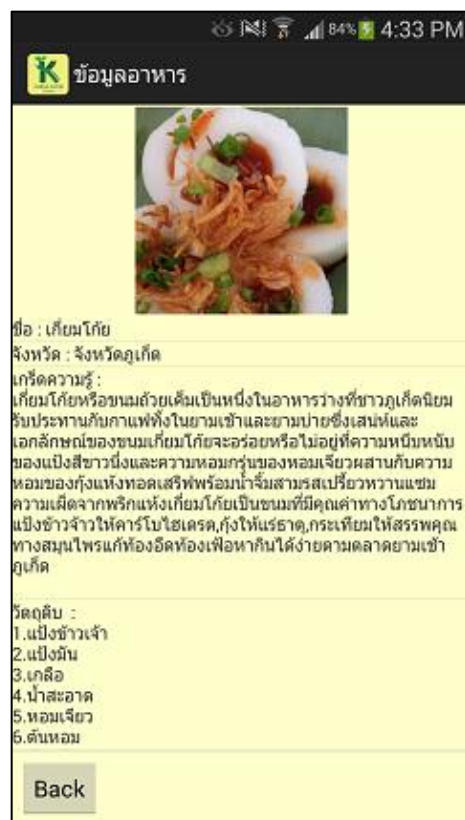 84% 4:33 PM
ข้อมูลอาหาร
ชื่อ : เกี่ยมโก้ย
จังหวัด : จังหวัดภูเก็ต
เกร็ดความรู้ :
เกี่ยมโก้ยหรือขนมถ้วยเค็มเป็นหนึ่งในอาหารว่างที่ชาวภูเก็ตนิยม
รับประทานกับกาแฟทั้งในยามเช้าและยามบ่ายซึ่งเสน่ห์และ
เอกลักษณ์ของขนมเกี่ยมโก้ยจะอร่อยหรือไม่อยู่ที่ความหนึบหนับ
ของแป้งสีขาวนึ่งและความหอมกรุ่นของหอมเจียวผสานกับความ
หอมของกุ้งแห้งทอดเสริฟพร้อมน้ำจิ้มสามรสเปรี้ยวหวานแซม
ความเผ็ดจากพริกแห้งเกี่ยมโก้ยเป็นขนมที่มีคุณค่าทางโภชนาการ
แป้งข้าวจ้าวให้คาร์โบไฮเดรต,กุ้งให้แร่ธาตุ,กระเทียมให้สรรพคุณ
ทางสมุนไพรแก้ท้องอืดท้องเฟ้อหากินได้ง่ายตามตลาดยามเช้า
ภูเก็ต
วัตถุดิบ :
1.แป้งข้าวเจ้า
2.แป้งมัน
3.เกลือ
4.น้ำสะอาด
5.หอมเจียว
6.ต้นหอม
Back